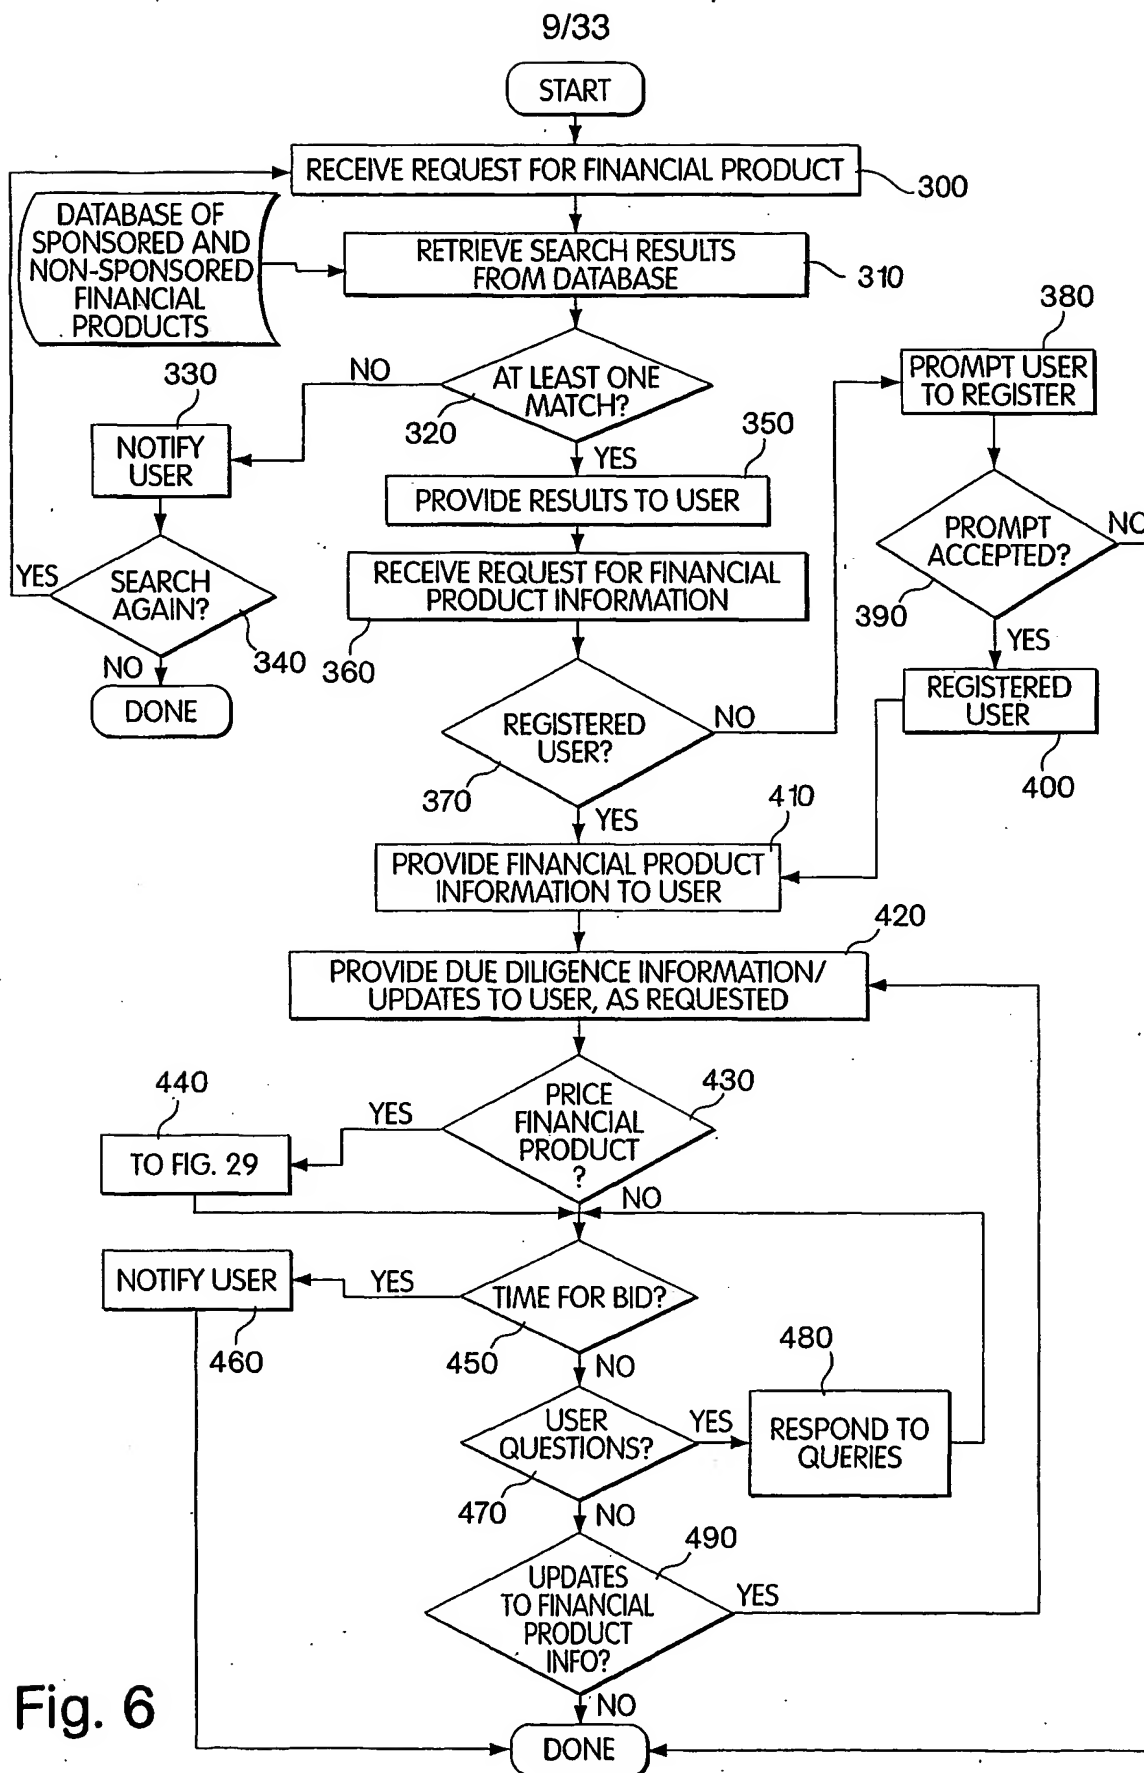 9/33
START
RECEIVE REQUEST FOR FINANCIAL PRODUCT
300
DATABASE OF
SPONSORED AND
NON-SPONSORED
FINANCIAL
PRODUCTS
RETRIEVE SEARCH RESULTS
FROM DATABASE
310
AT LEAST ONE
MATCH?
320
NO
330
NOTIFY
USER
YES
SEARCH
AGAIN?
340
NO
DONE
YES
350
PROVIDE RESULTS TO USER
RECEIVE REQUEST FOR FINANCIAL
PRODUCT INFORMATION
360
REGISTERED
USER?
370
NO
380
PROMPT USER
TO REGISTER
PROMPT
ACCEPTED?
390
NO
YES
REGISTERED
USER
400
YES
410
PROVIDE FINANCIAL PRODUCT
INFORMATION TO USER
420
PROVIDE DUE DILIGENCE INFORMATION/
UPDATES TO USER, AS REQUESTED
PRICE
FINANCIAL
PRODUCT
?
430
YES
440
TO FIG. 29
NO
TIME FOR BID?
450
YES
NOTIFY USER
460
NO
USER
QUESTIONS?
470
YES
480
RESPOND TO
QUERIES
NO
490
UPDATES
TO FINANCIAL
PRODUCT
INFO?
YES
NO
DONE
Fig. 6